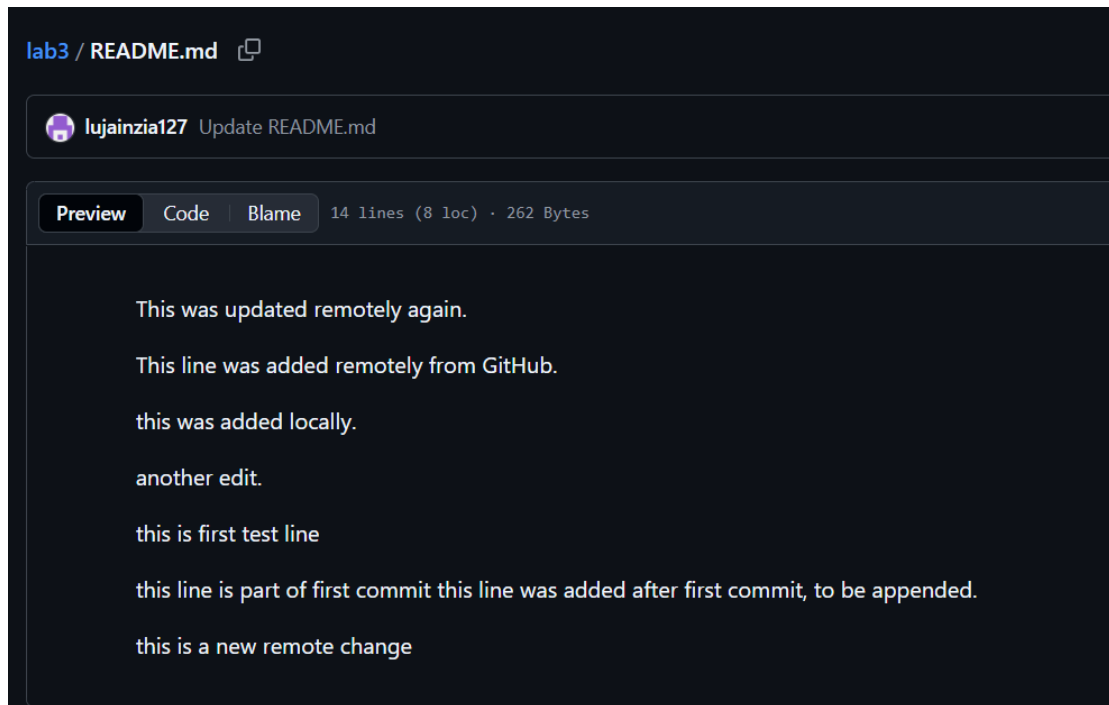 lab3 / README.md
lujainzia127 Update README.md
Preview Code Blame 14 lines (8 loc) · 262 Bytes
This was updated remotely again.
This line was added remotely from GitHub.
this was added locally.
another edit.
this is first test line
this line is part of first commit this line was added after first commit, to be appended.
this is a new remote change